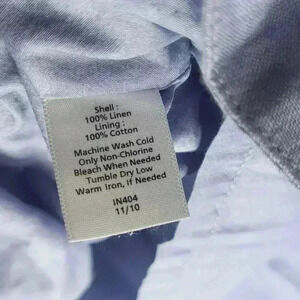 Shell :
100% Linen
Lining :
100% Cotton
Machine Wash Cold
Only Non-Chlorine
Bleach When Needed
Tumble Dry Low
Warm Iron, if Needed
IN404
11/10